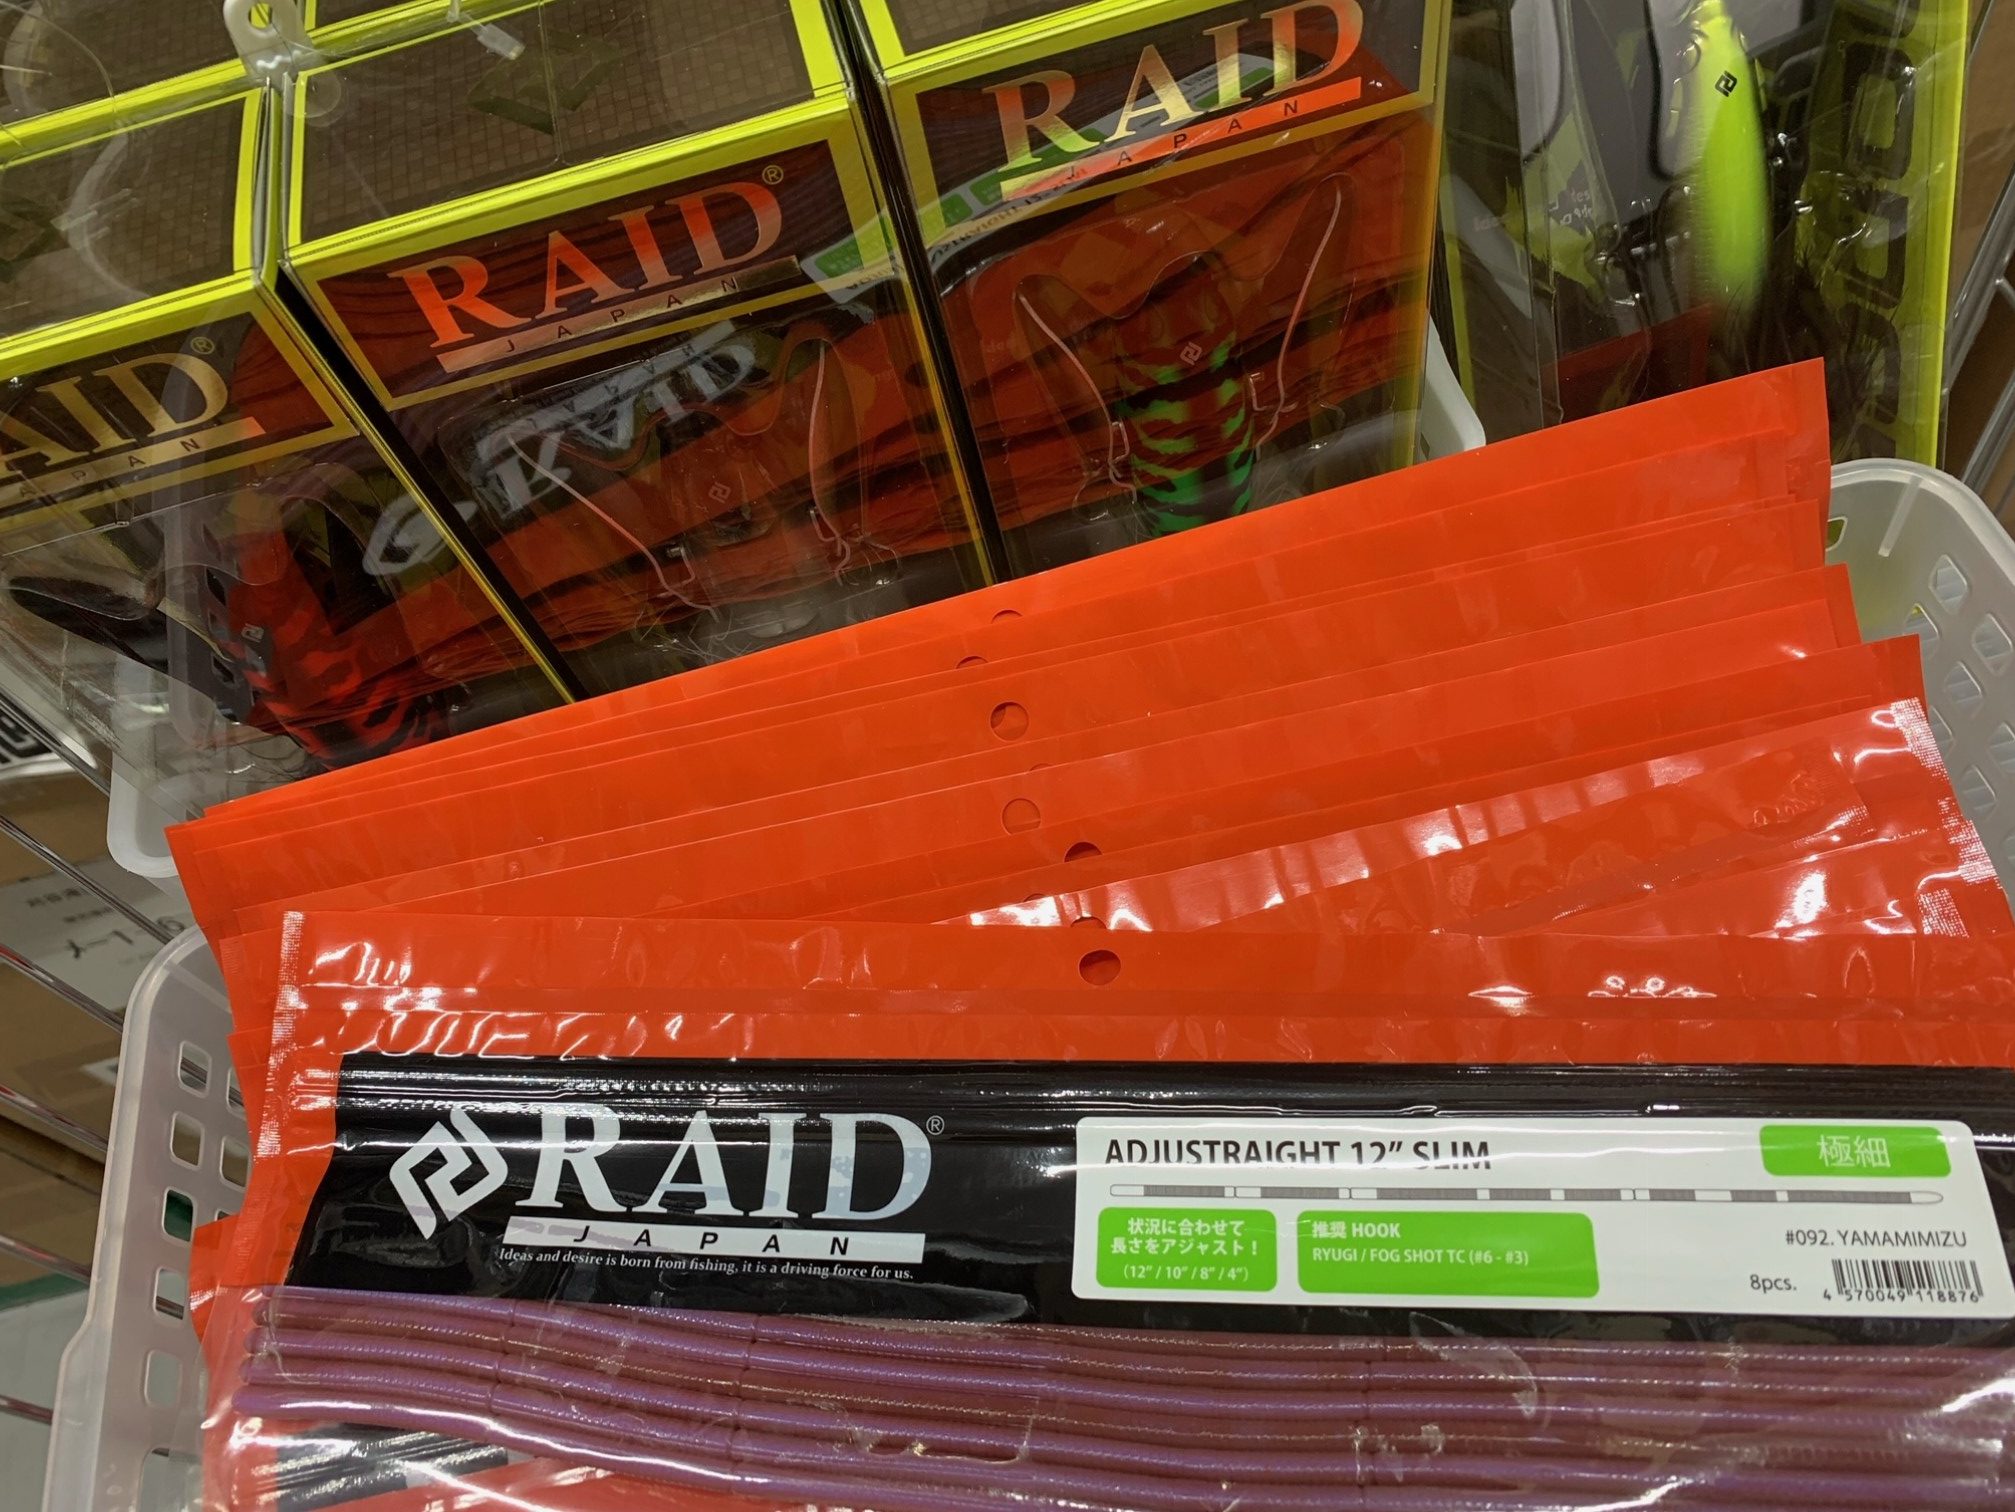 RAID
JAPAN
RAID®
JAPAN
AID®
APAN
GRAID
RAID®
JAPAN
Ideas and desire is born from fishing, it is a driving force for us.
ADJUSTRAIGHT 12" SLIM
極細
状況に合わせて
長さをアジャスト！
(12" / 10" / 8" / 4")
推奨 HOOK
RYUGI / FOG SHOT TC (#6 - #3)
#092. YAMAMIMIZU
8pcs.
4 570049 118876